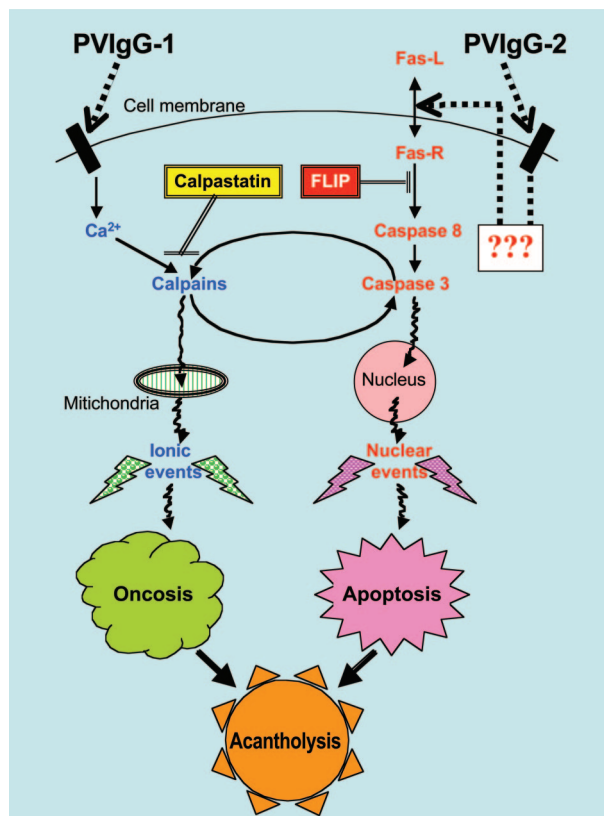 PVIgG-1
Fas-L
PVIgG-2
Cell membrane
Fas-R
Calpastatin
FLIP
Ca²⁺
Caspase 8
???
Calpains
Caspase 3
Nucleus
Mitichondria
Ionic
events
Nuclear
events
Oncosis
Apoptosis
Acantholysis